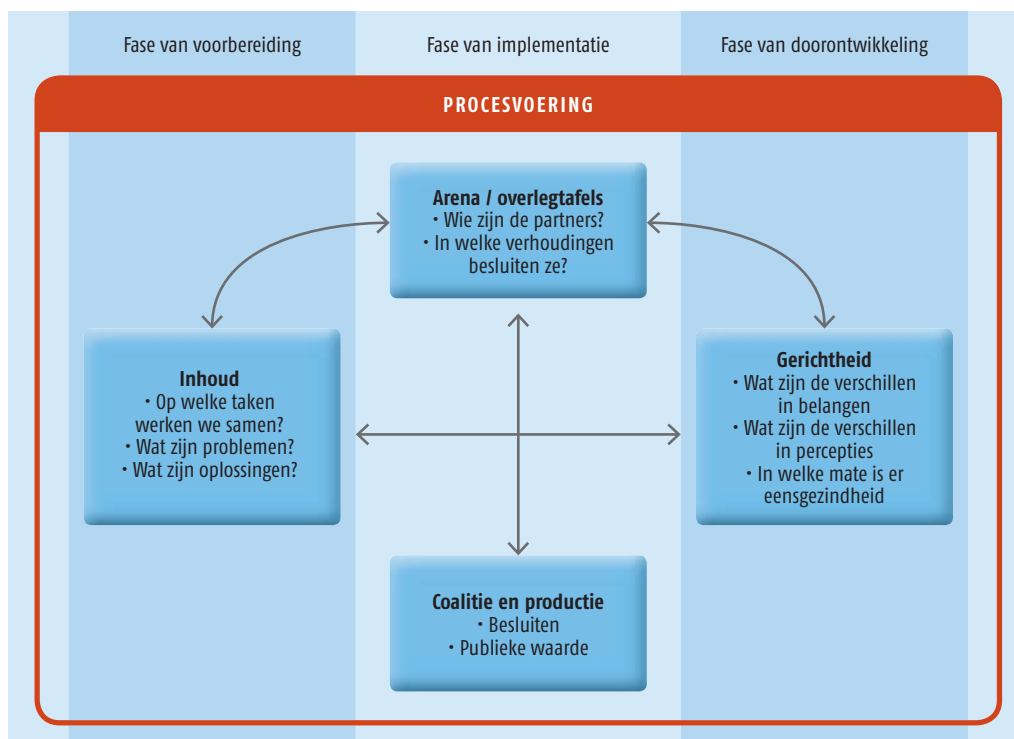 Fase van voorbereiding
Fase van implementatie
Fase van doorontwikkeling
PROCESVOERING
Arena / overlegtafels
• Wie zijn de partners?
• In welke verhoudingen
besluiten ze?
Inhoud
• Op welke taken
werken we samen?
• Wat zijn problemen?
• Wat zijn oplossingen?
Gerichtheid
• Wat zijn de verschillen
in belangen
• Wat zijn de verschillen
in percepties
• In welke mate is er
eensgezindheid
Coalitie en productie
• Besluiten
• Publieke waarde